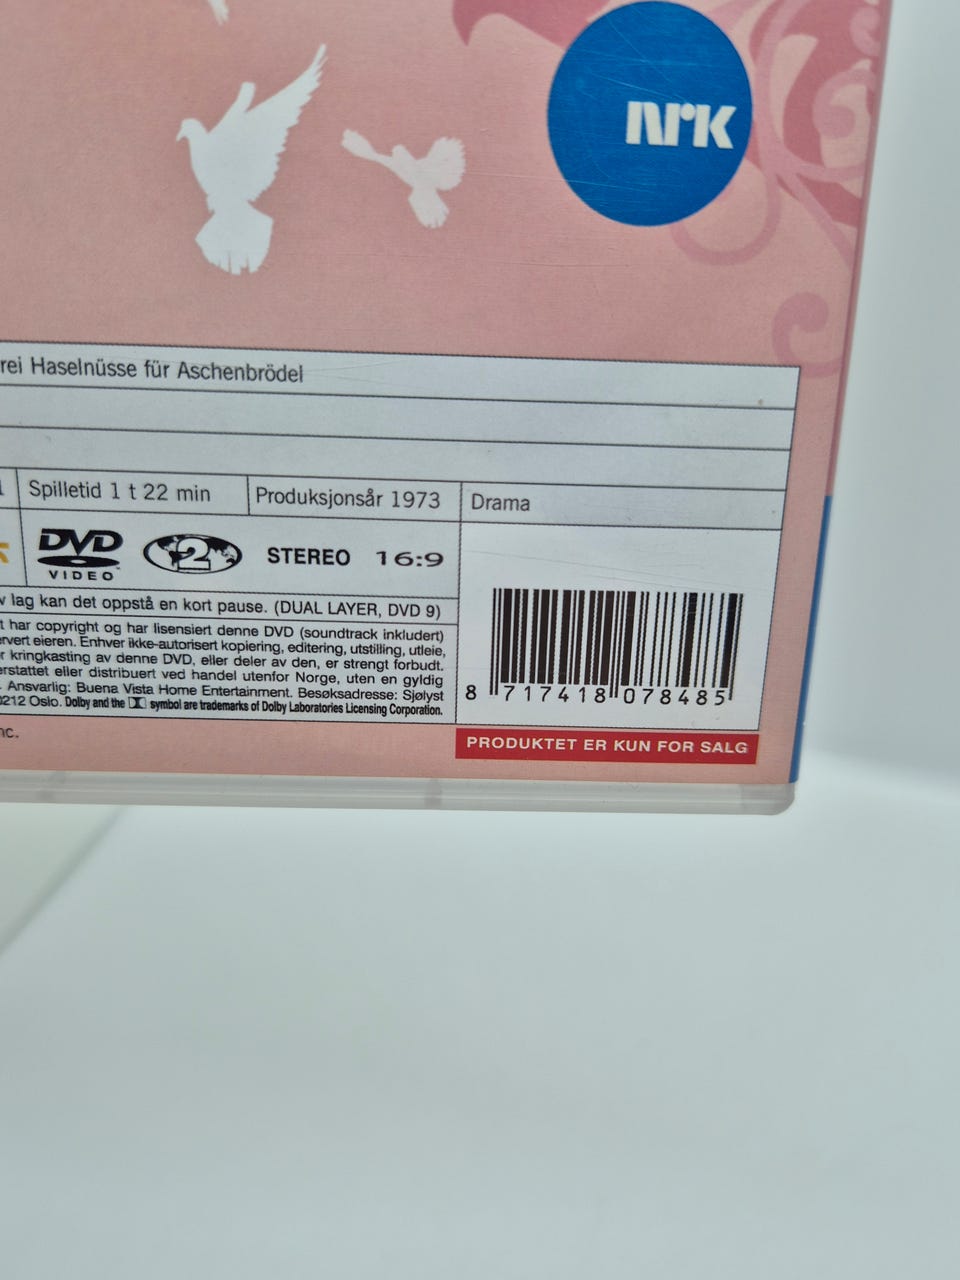 NRK
rei Haselnüsse für Aschenbrödel
1
Spilletid 1 t 22 min
Produksjonsår 1973
Drama
DVD
VIDEO
2
STEREO
16:9
v lag kan det oppstå en kort pause. (DUAL LAYER, DVD 9)
t har copyright og har lisensiert denne DVD (soundtrack inkludert)
rvert eieren. Enhver ikke-autorisert kopiering, editering, utstilling, utleie,
r kringkasting av denne DVD, eller deler av den, er strengt forbudt.
erstattet eller distribuert ved handel utenfor Norge, uten en gyldig
. Ansvarlig: Buena Vista Home Entertainment. Besøksadresse: Sjølyst
0212 Oslo. Dolby and the symbol are trademarks of Dolby Laboratories Licensing Corporation.
nc.
8 717418 078485
PRODUKTET ER KUN FOR SALG